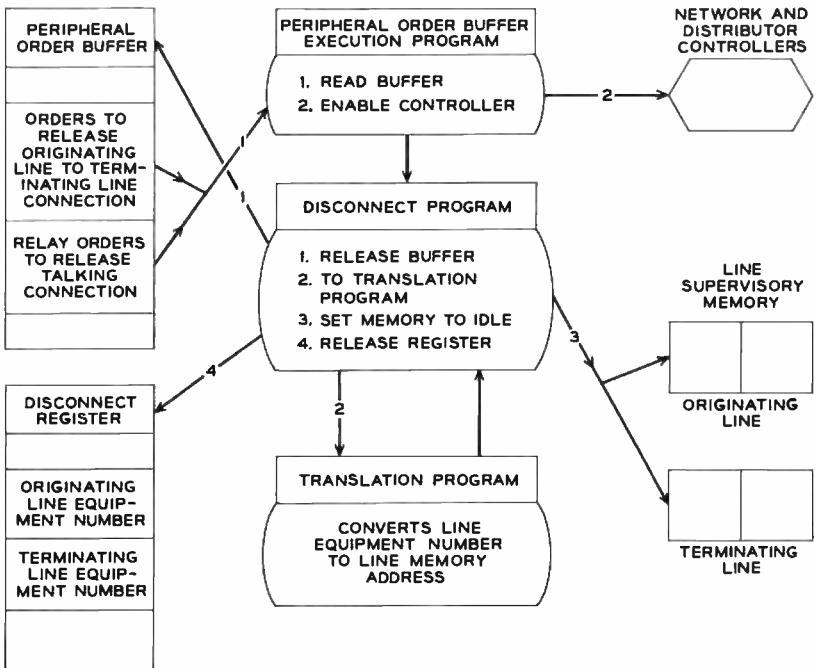 PERIPHERAL
ORDER BUFFER
ORDERS TO
RELEASE
ORIGINATING
LINE TO TERM-
INATING LINE
CONNECTION
RELAY ORDERS
TO RELEASE
TALKING
CONNECTION
PERIPHERAL ORDER BUFFER
EXECUTION PROGRAM
1. READ BUFFER
2. ENABLE CONTROLLER
NETWORK AND
DISTRIBUTOR
CONTROLLERS
2
1
1
DISCONNECT PROGRAM
1. RELEASE BUFFER
2. TO TRANSLATION
PROGRAM
3. SET MEMORY TO IDLE
4. RELEASE REGISTER
LINE
SUPERVISORY
MEMORY
3
ORIGINATING
LINE
TERMINATING
LINE
4
2
DISCONNECT
REGISTER
ORIGINATING
LINE EQUIP-
MENT NUMBER
TERMINATING
LINE EQUIP-
MENT NUMBER
TRANSLATION PROGRAM
CONVERTS LINE
EQUIPMENT NUMBER
TO LINE MEMORY
ADDRESS